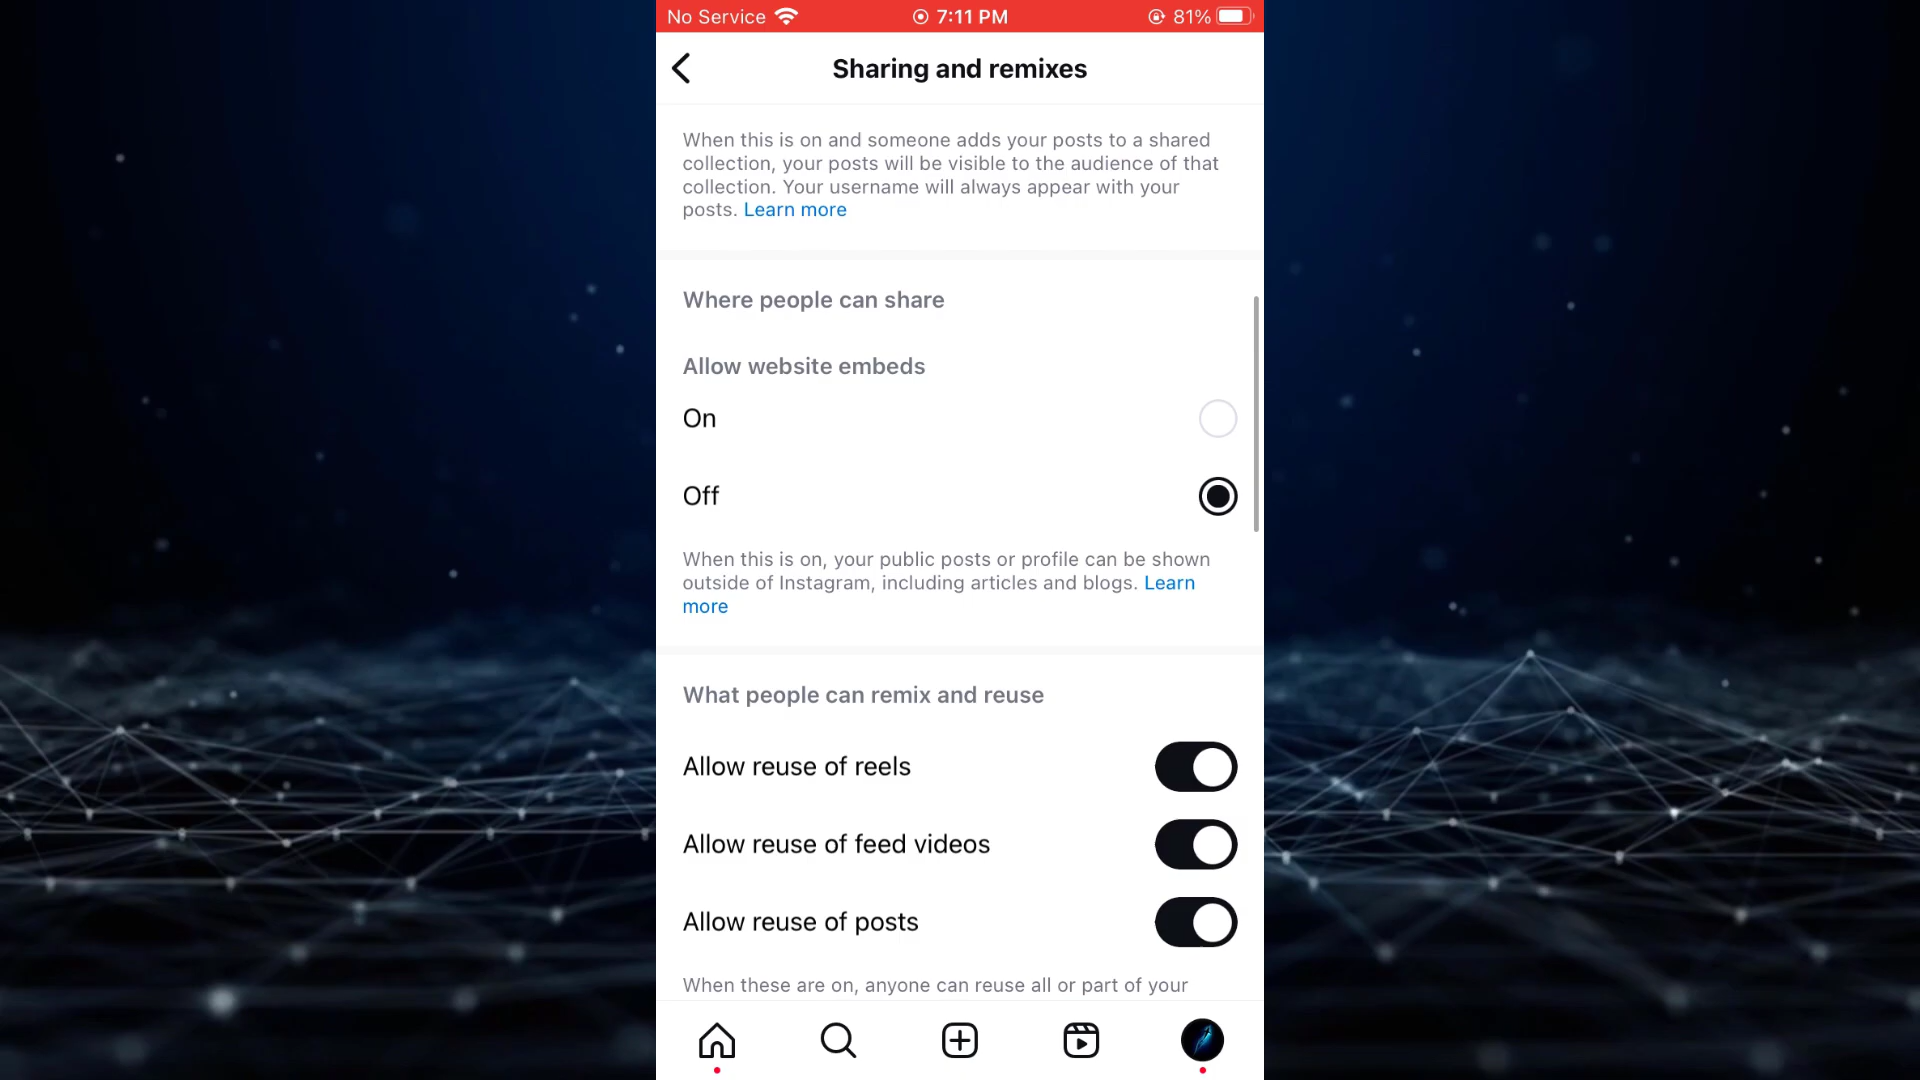 No Service 7:11 PM 81%
Sharing and remixes
When this is on and someone adds your posts to a shared
collection, your posts will be visible to the audience of that
collection. Your username will always appear with your
posts. Learn more
Where people can share
Allow website embeds
On
Off
When this is on, your public posts or profile can be shown
outside of Instagram, including articles and blogs. Learn
more
What people can remix and reuse
Allow reuse of reels
Allow reuse of feed videos
Allow reuse of posts
When these are on, anyone can reuse all or part of your